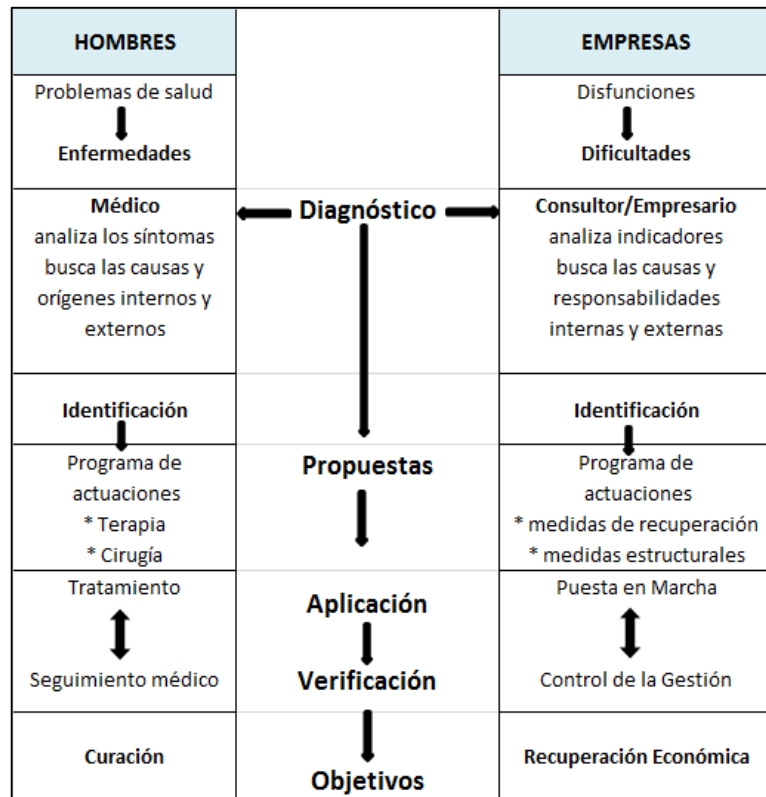 HOMBRES
EMPRESAS
Problemas de salud
Enfermedades
Disfunciones
Dificultades
Médico
analiza los síntomas
busca las causas y
orígenes internos y
externos
Diagnóstico
Consultor/Empresario
analiza indicadores
busca las causas y
responsabilidades
internas y externas
Identificación
Identificación
Programa de
actuaciones
* Terapia
* Cirugía
Propuestas
Programa de
actuaciones
* medidas de recuperación
* medidas estructurales
Tratamiento
Seguimiento médico
Aplicación
Verificación
Puesta en Marcha
Control de la Gestión
Curación
Objetivos
Recuperación Económica